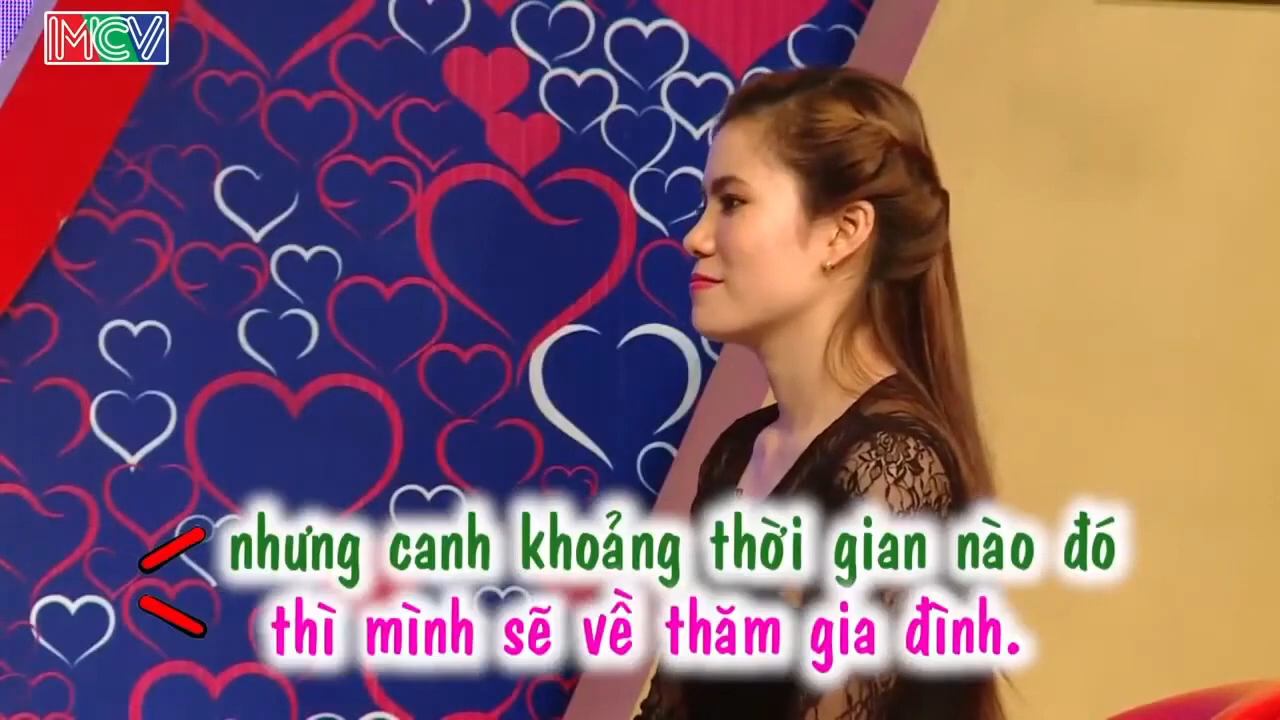 MCV
nhưng canh khoảng thời gian nào đó
thì mình sẽ về thăm gia đình.